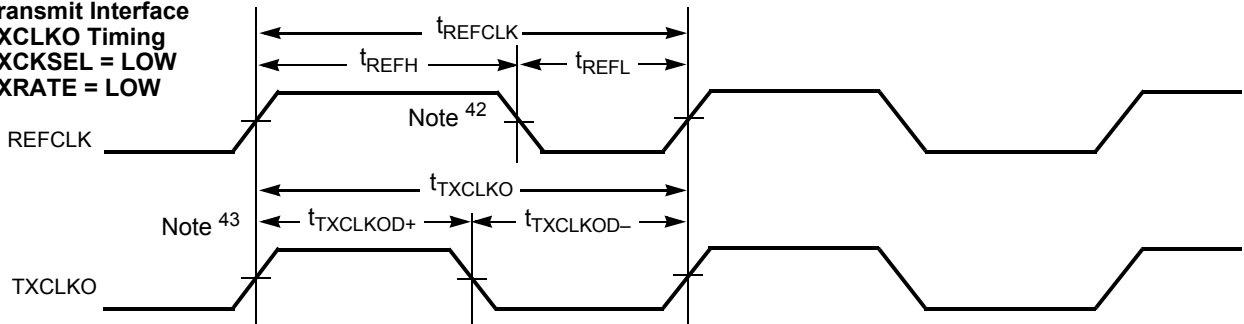 ransmit Interface
XCLKO Timing
XCKSEL = LOW
XRATE = LOW
tREFCLK
tREFH
tREFL
Note 42
REFCLK
tTXCLKO
Note 43
tTXCLKOD+
tTXCLKOD–
TXCLKO